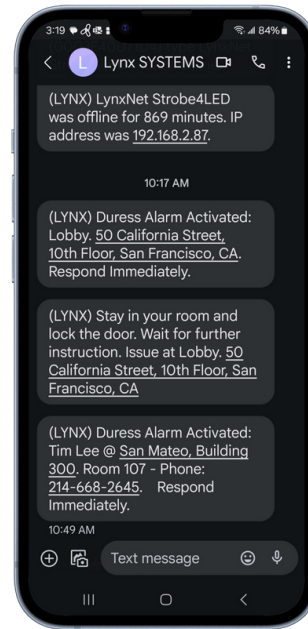 3:19
84%
Lynx SYSTEMS
L
(LYNX) LynxNet Strobe4LED
was offline for 869 minutes. IP
address was 192.168.2.87.
10:17 AM
(LYNX) Duress Alarm Activated:
Lobby. 50 California Street,
10th Floor, San Francisco, CA.
Respond Immediately.
(LYNX) Stay in your room and
lock the door. Wait for further
instruction. Issue at Lobby. 50
California Street, 10th Floor, San
Francisco, CA
(LYNX) Duress Alarm Activated:
Tim Lee @ San Mateo, Building
300. Room 107 - Phone:
214-668-2645. Respond
Immediately.
10:49 AM
Text message